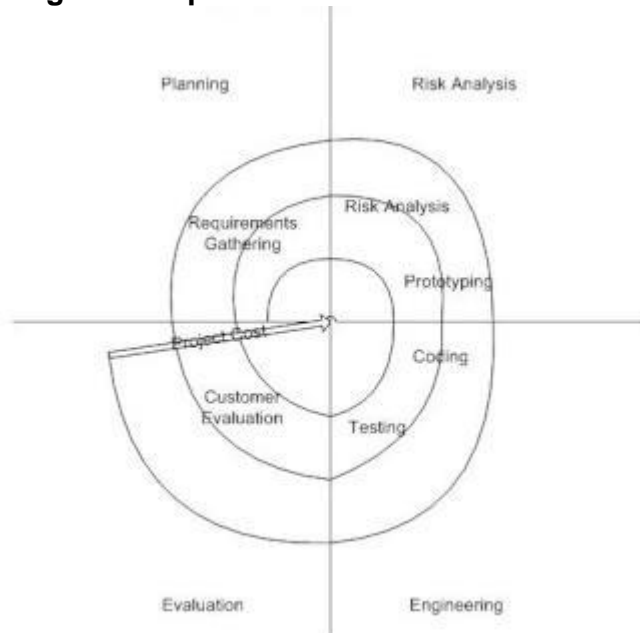 Planning
Risk Analysis
Risk Analysis
Requirements
Gathering
Prototyping
Project Cost
Coding
Customer
Evaluation
Testing
Evaluation
Engineering